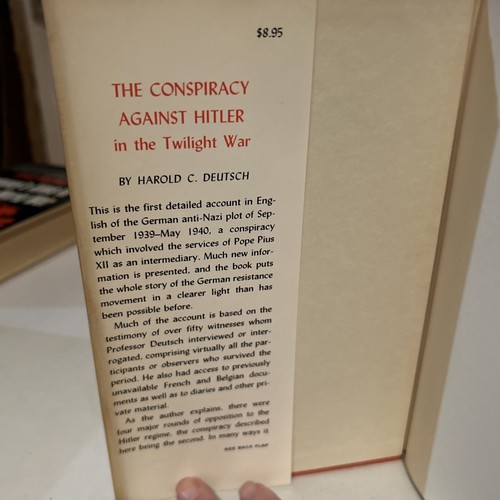 $8.95
THE CONSPIRACY
AGAINST HITLER
in the Twilight War
BY HAROLD C. DEUTSCH
This is the first detailed account in Eng-
lish of the German anti-Nazi plot of Sep-
tember 1939–May 1940, a conspiracy
which involved the services of Pope Pius
XII as an intermediary. Much new infor-
mation is presented, and the book puts
the whole story of the German resistance
movement in a clearer light than has
been possible before.
Much of the account is based on the
testimony of over fifty witnesses whom
Professor Deutsch interviewed or inter-
rogated, comprising virtually all the par-
ticipants or observers who survived the
period. He also had access to previously
unavailable French and Belgian docu-
ments as well as to diaries and other pri-
vate material.
As the author explains, there were
four major rounds of opposition to the
Hitler regime, the conspiracy described
here being the second. In many ways it
SEE BACK FLAP